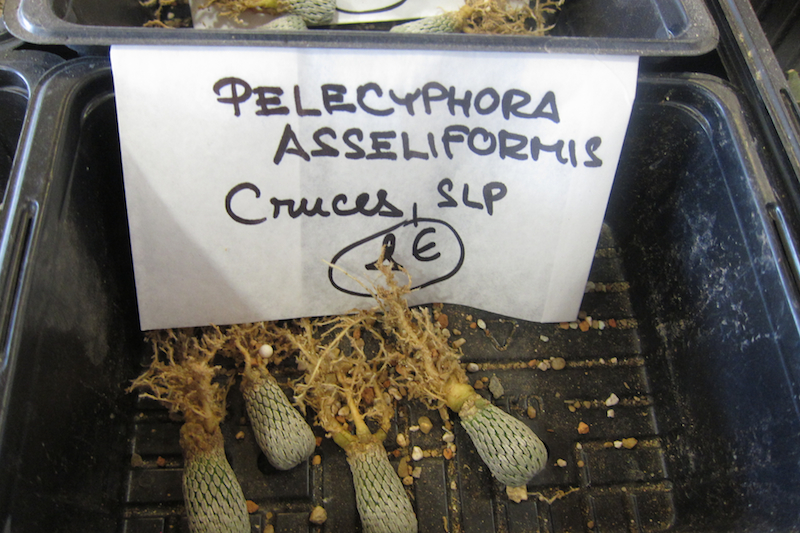 PELECYPHORA
ASSELIFORMIS
Cruces, SLP
€